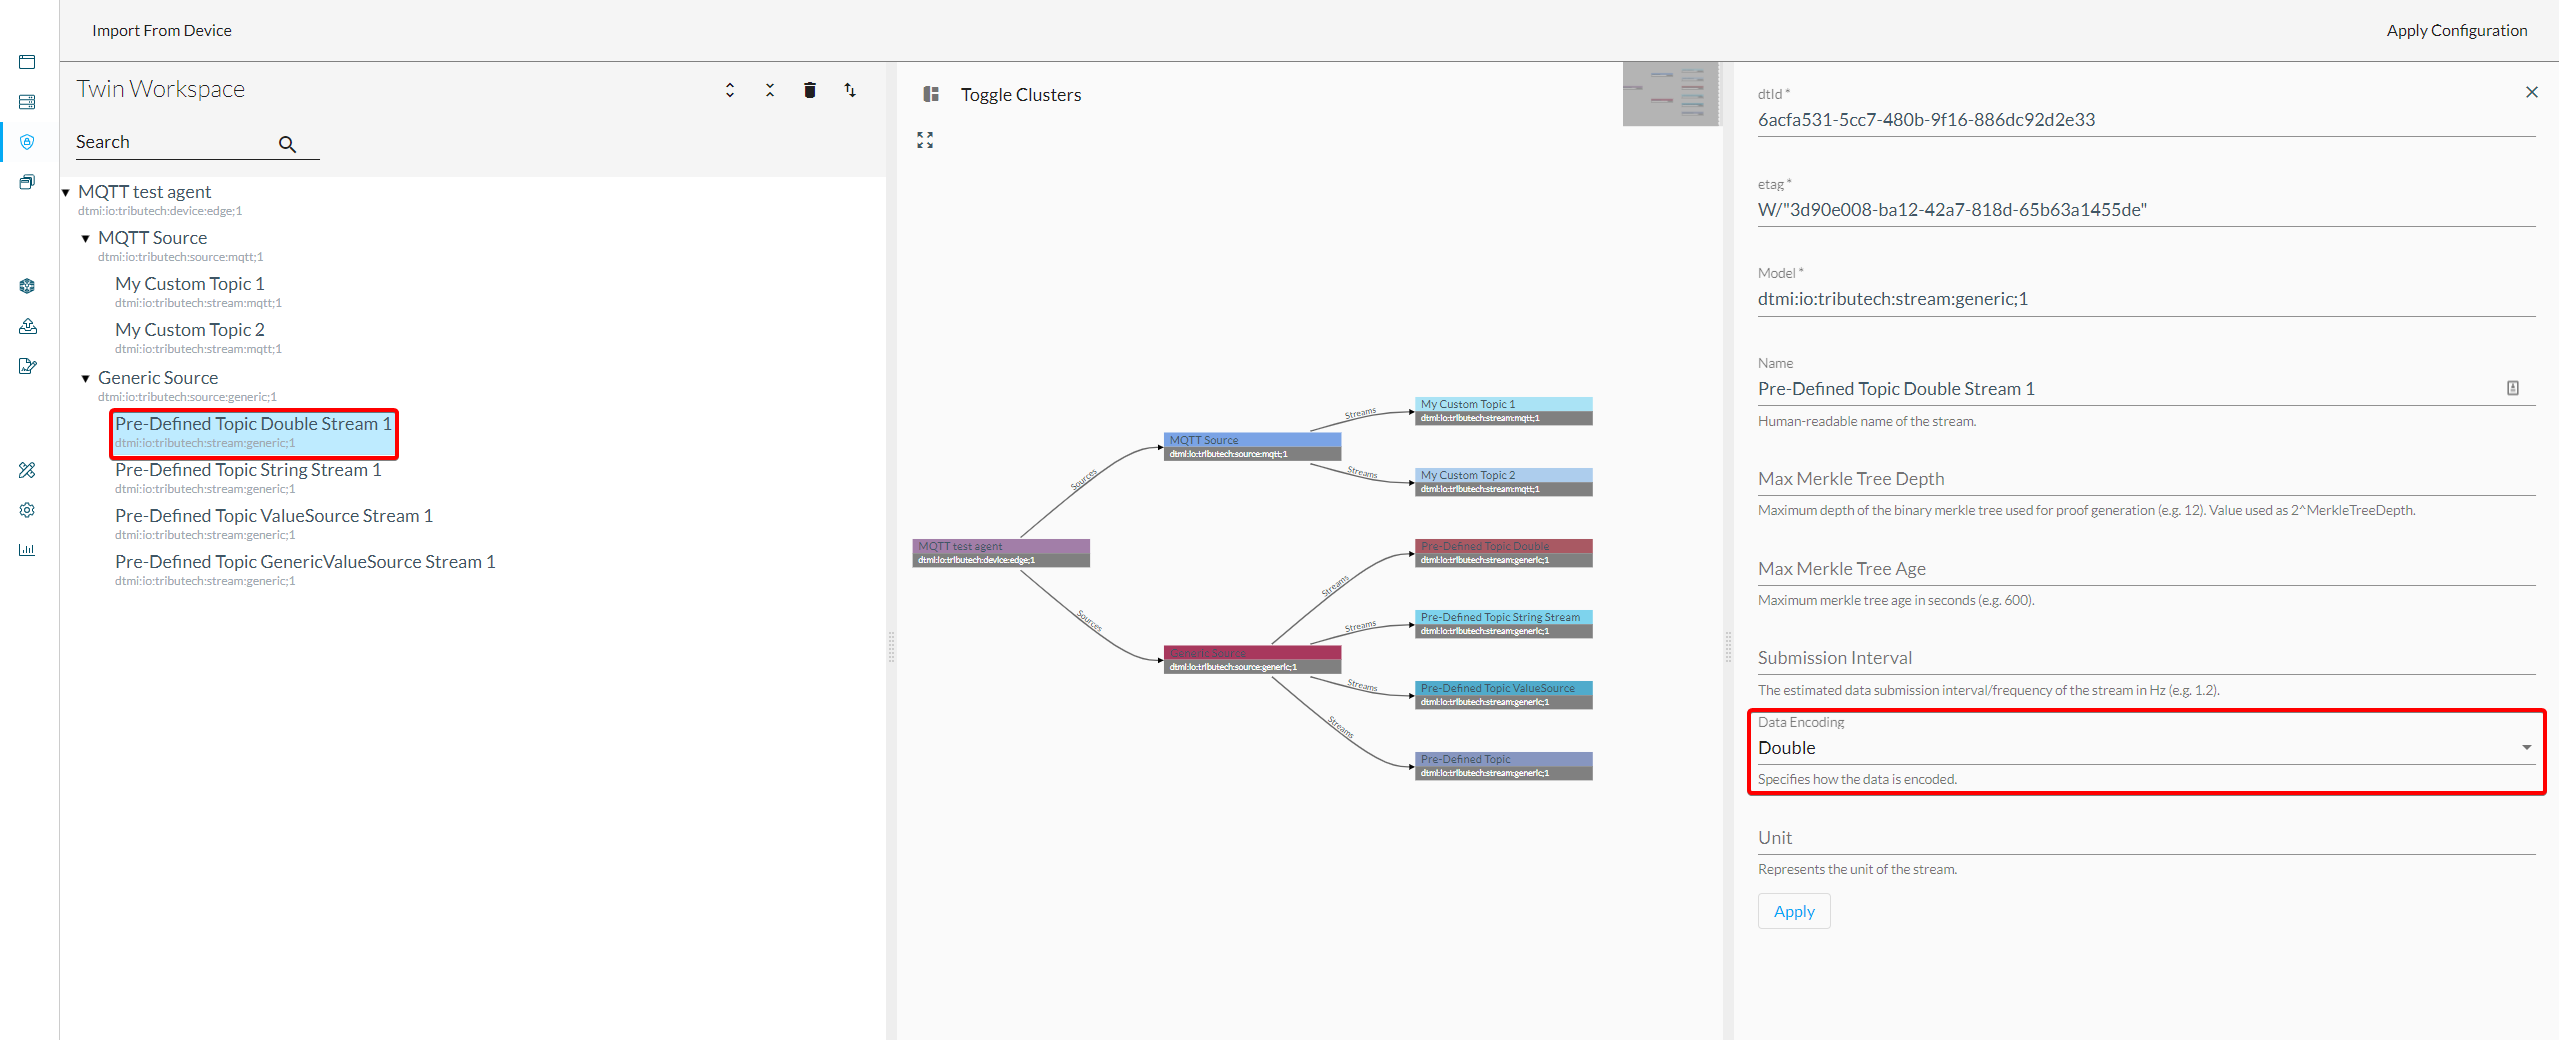 Import From Device
Apply Configuration
Twin Workspace
Search
MQTT test agent
dtmi:io:tributech:device:edge;1
MQTT Source
dtmi:io:tributech:source:mqtt;1
My Custom Topic 1
dtmi:io:tributech:stream:mqtt;1
My Custom Topic 2
dtmi:io:tributech:stream:mqtt;1
Generic Source
dtmi:io:tributech:source:generic;1
Pre-Defined Topic Double Stream 1
dtmi:io:tributech:stream:generic;1
Pre-Defined Topic String Stream 1
dtmi:io:tributech:stream:generic;1
Pre-Defined Topic ValueSource Stream 1
dtmi:io:tributech:stream:generic;1
Pre-Defined Topic GenericValueSource Stream 1
dtmi:io:tributech:stream:generic;1
Toggle Clusters
MQTT test agent
dtmi:io:tributech:device:edge;1
Sources
Sources
MQTT Source
dtmi:io:tributech:source:mqtt;1
Generic Source
dtmi:io:tributech:source:generic;1
Streams
Streams
Streams
Streams
Streams
Streams
My Custom Topic 1
dtmi:io:tributech:stream:mqtt;1
My Custom Topic 2
dtmi:io:tributech:stream:mqtt;1
Pre-Defined Topic Double
dtmi:io:tributech:stream:generic;1
Pre-Defined Topic String Stream
dtmi:io:tributech:stream:generic;1
Pre-Defined Topic ValueSource
dtmi:io:tributech:stream:generic;1
Pre-Defined Topic
dtmi:io:tributech:stream:generic;1
dtId *
6acfa531-5cc7-480b-9f16-886dc92d2e33
etag *
W/"3d90e008-ba12-42a7-818d-65b63a1455de"
Model *
dtmi:io:tributech:stream:generic;1
Name
Pre-Defined Topic Double Stream 1
Human-readable name of the stream.
Max Merkle Tree Depth
Maximum depth of the binary merkle tree used for proof generation (e.g. 12). Value used as 2^MerkleTreeDepth.
Max Merkle Tree Age
Maximum merkle tree age in seconds (e.g. 600).
Submission Interval
The estimated data submission interval/frequency of the stream in Hz (e.g. 1.2).
Data Encoding
Double
Specifies how the data is encoded.
Unit
Represents the unit of the stream.
Apply